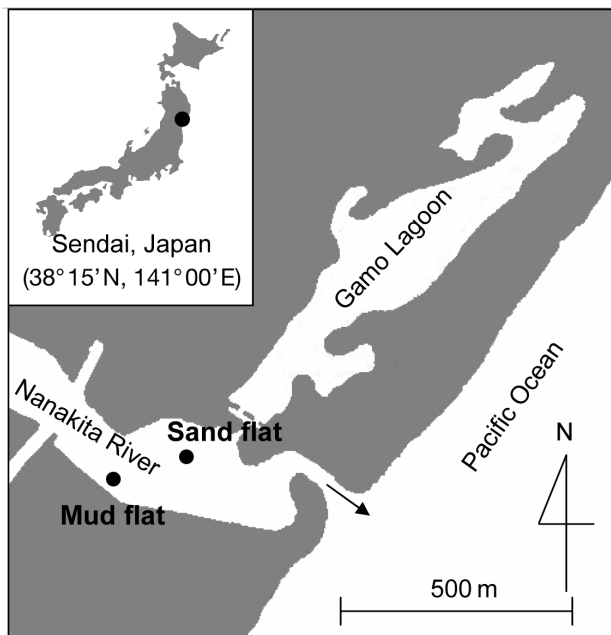 Sendai, Japan
(38°15’N, 141°00’E)
Gamo Lagoon
Pacific Ocean
Nanakita River
Sand flat
Mud flat
N
500 m